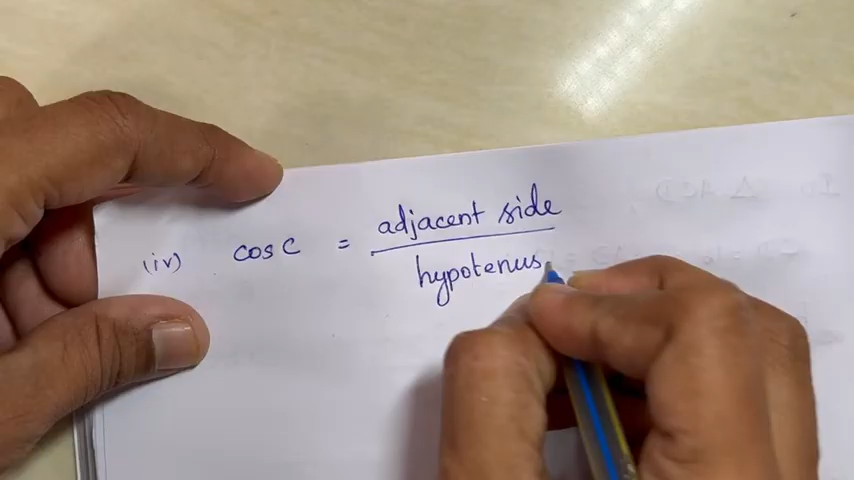 (iv) cos C = adjacent side
hypotenus